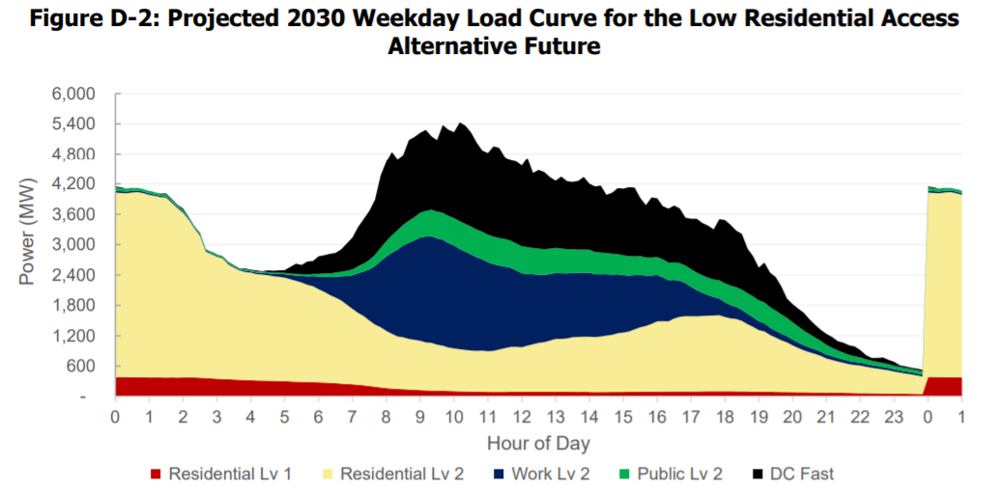 Figure D-2: Projected 2030 Weekday Load Curve for the Low Residential Access
Alternative Future
6,000
5,400
4,800
4,200
3,600
3,000
2,400
1,800
1,200
600
-
Power (MW)
0 1 2 3 4 5 6 7 8 9 10 11 12 13 14 15 16 17 18 19 20 21 22 23 0 1
Hour of Day
Residential Lv 1 Residential Lv 2 Work Lv 2 Public Lv 2 DC Fast